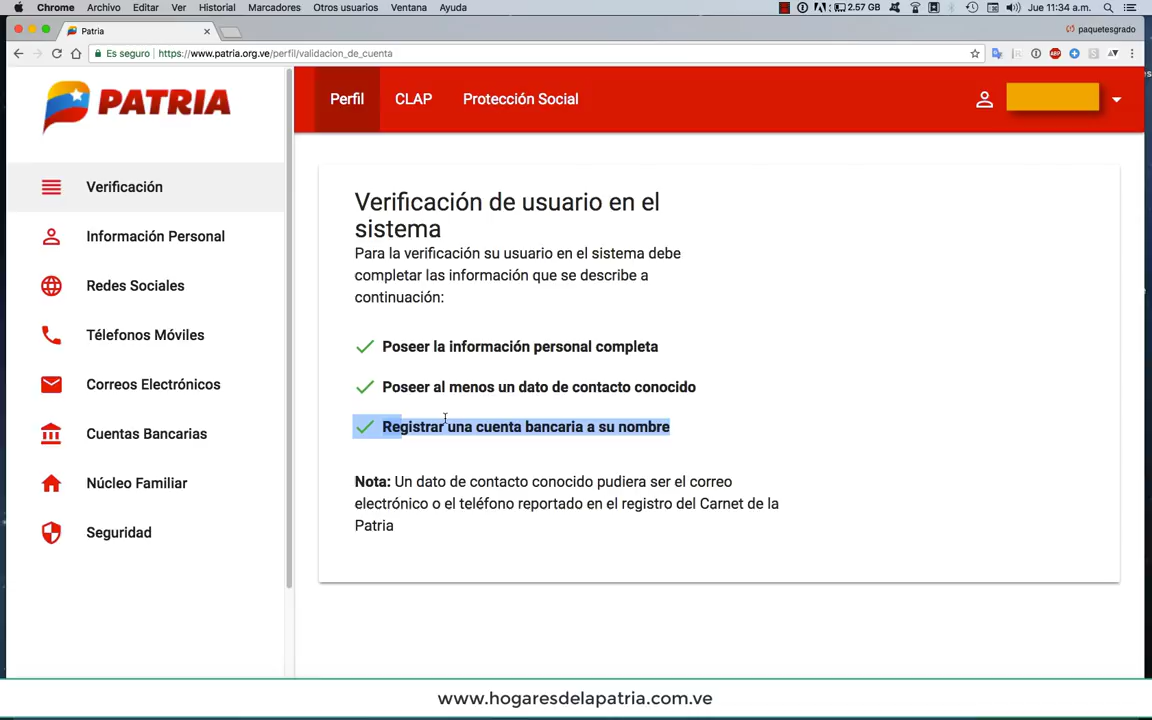 Chrome Archivo Editar Ver Historial Marcadores Otros usuarios Ventana Ayuda
2.57 GB
Jue 11:34 a.m.
Patria
paquetesgrado
Es seguro https://www.patria.org.ve/perfil/validacion_de_cuenta
PATRIA
Perfil CLAP Protección Social
Verificación
Información Personal
Redes Sociales
Télefonos Móviles
Correos Electrónicos
Cuentas Bancarias
Núcleo Familiar
Seguridad
Verificación de usuario en el
sistema
Para la verificación su usuario en el sistema debe
completar las información que se describe a
continuación:
Poseer la información personal completa
Poseer al menos un dato de contacto conocido
Registrar una cuenta bancaria a su nombre
Nota: Un dato de contacto conocido pudiera ser el correo
electrónico o el teléfono reportado en el registro del Carnet de la
Patria
www.hogaresdelapatria.com.ve